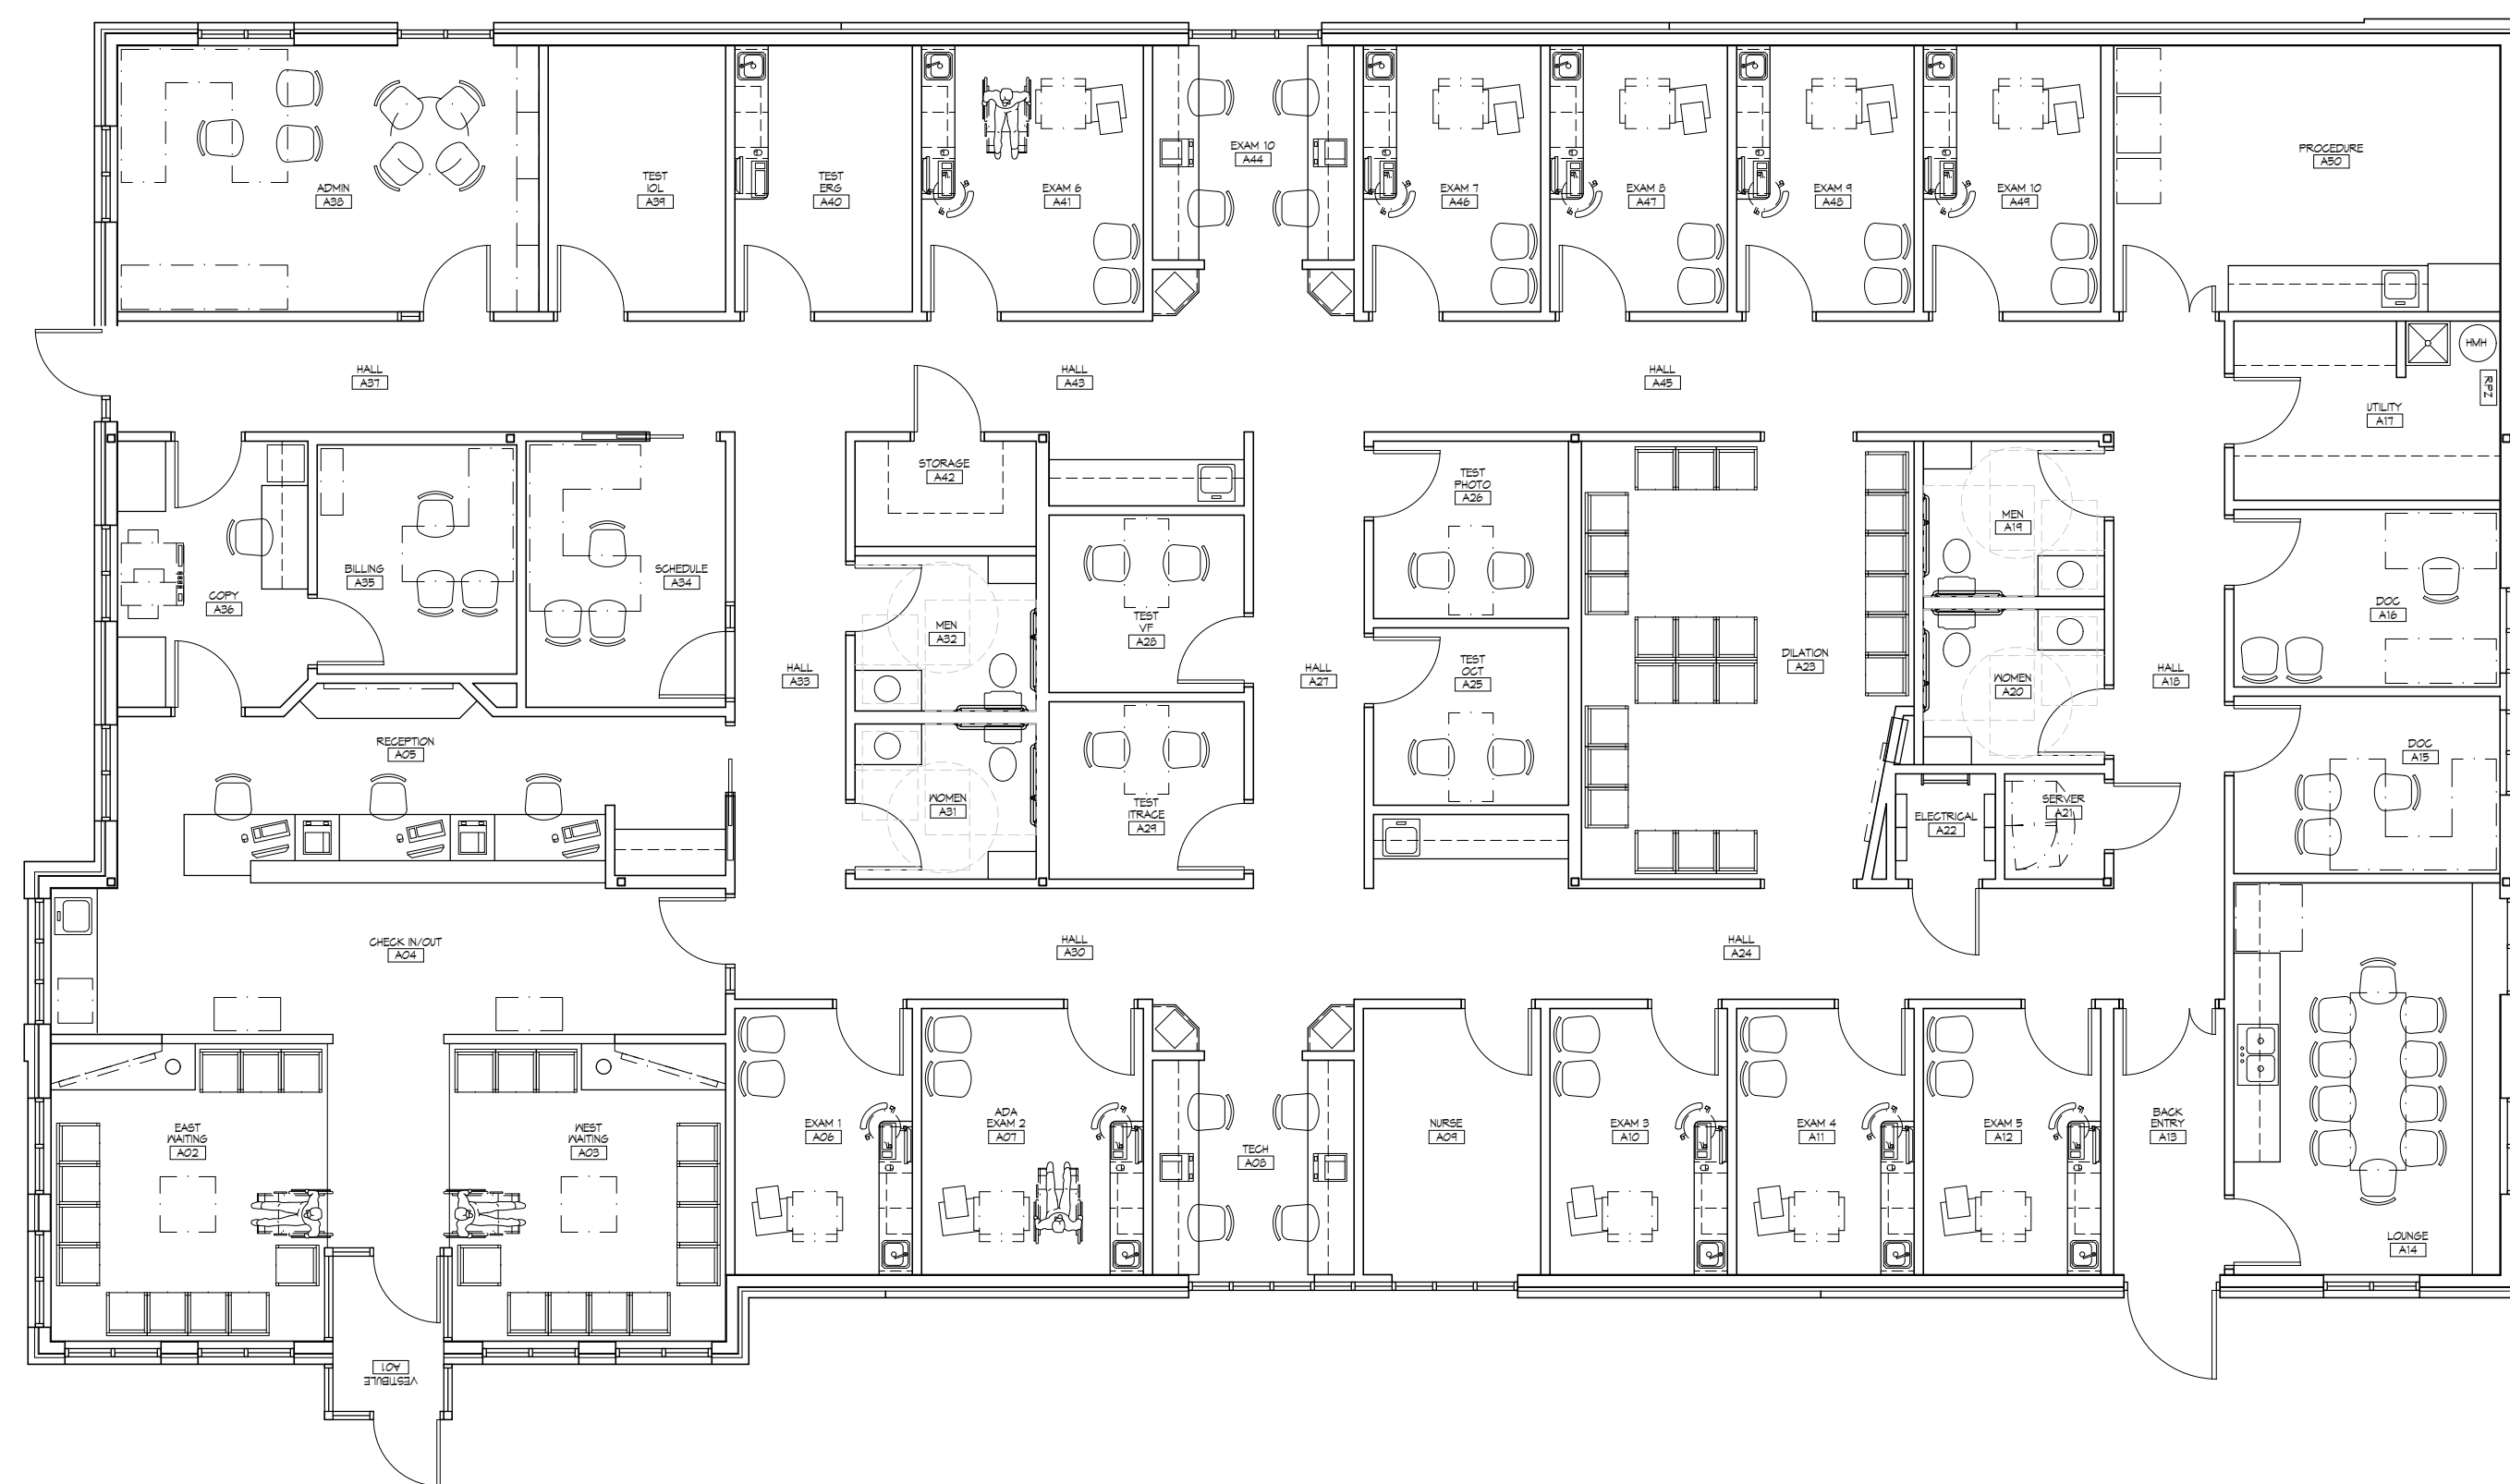 ADMIN
A38
TEST
IOL
A39
TEST
ERG
A40
EXAM 6
A41
EXAM 10
A44
EXAM 7
A46
EXAM 8
A47
EXAM 9
A48
EXAM 10
A49
PROCEDURE
A50
HALL
A37
HALL
A43
HALL
A45
HWH
RPZ
UTILITY
A17
STORAGE
A42
TEST
PHOTO
A26
MEN
A19
BILLING
A35
SCHEDULE
A34
COPY
A36
MEN
A32
TEST
VF
A28
DOC
A16
HALL
A33
HALL
A27
TEST
OCT
A25
DILATION
A23
WOMEN
A20
HALL
A18
RECEPTION
A05
DOC
A15
WOMEN
A31
TEST
ITRACE
A29
ELECTRICAL
A22
SERVER
A21
CHECK IN/OUT
A04
HALL
A30
HALL
A24
EAST
WAITING
A02
WEST
WAITING
A03
EXAM 1
A06
ADA
EXAM 2
A07
TECH
A08
NURSE
A09
EXAM 3
A10
EXAM 4
A11
EXAM 5
A12
BACK
ENTRY
A13
LOUNGE
A14
VESTIBULE
A01